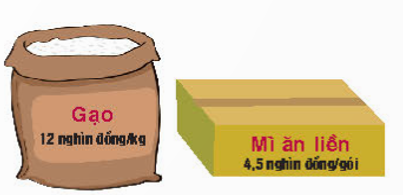 Gạo
12 nghìn đồng/kg
Mì ăn liền
4,5 nghìn đồng/gói